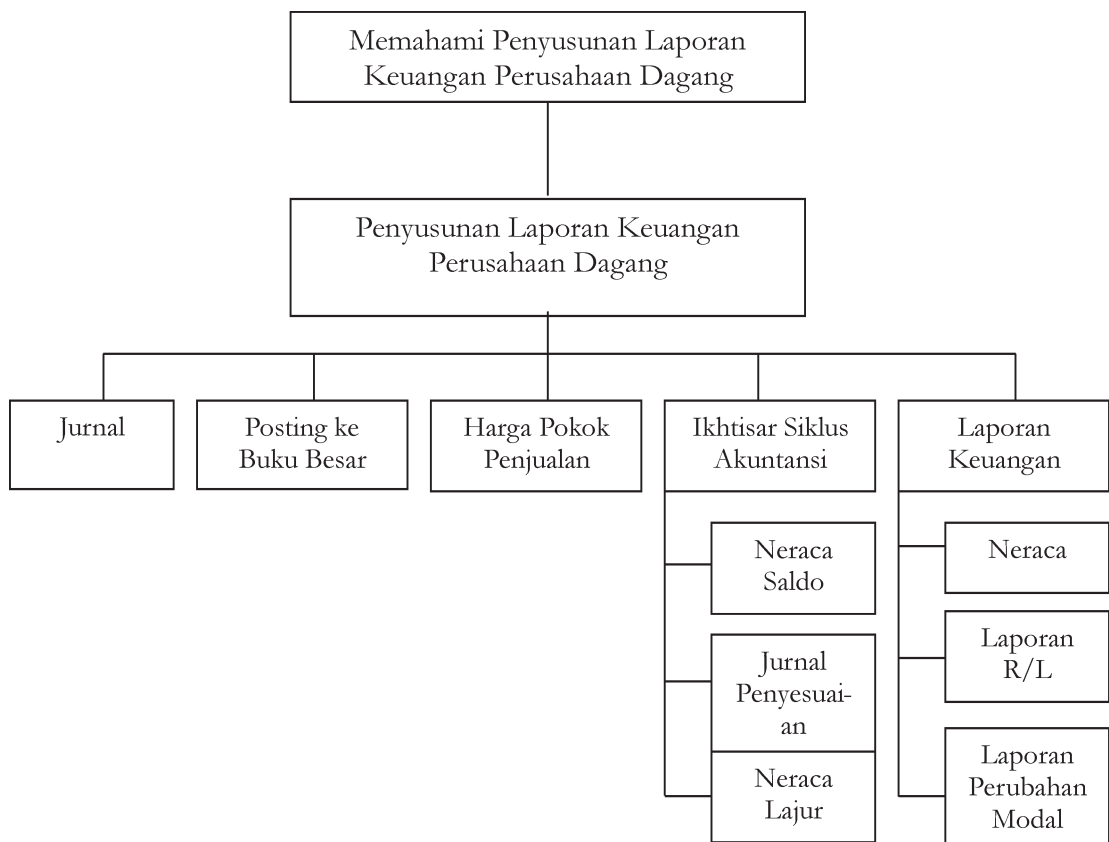 Memahami Penyusunan Laporan
Keuangan Perusahaan Dagang
Penyusunan Laporan Keuangan
Perusahaan Dagang
Jurnal
Posting ke
Buku Besar
Harga Pokok
Penjualan
Ikhtisar Siklus
Akuntansi
Laporan
Keuangan
Neraca
Saldo
Jurnal
Penyesuai-
an
Neraca
Lajur
Neraca
Laporan
R/L
Laporan
Perubahan
Modal